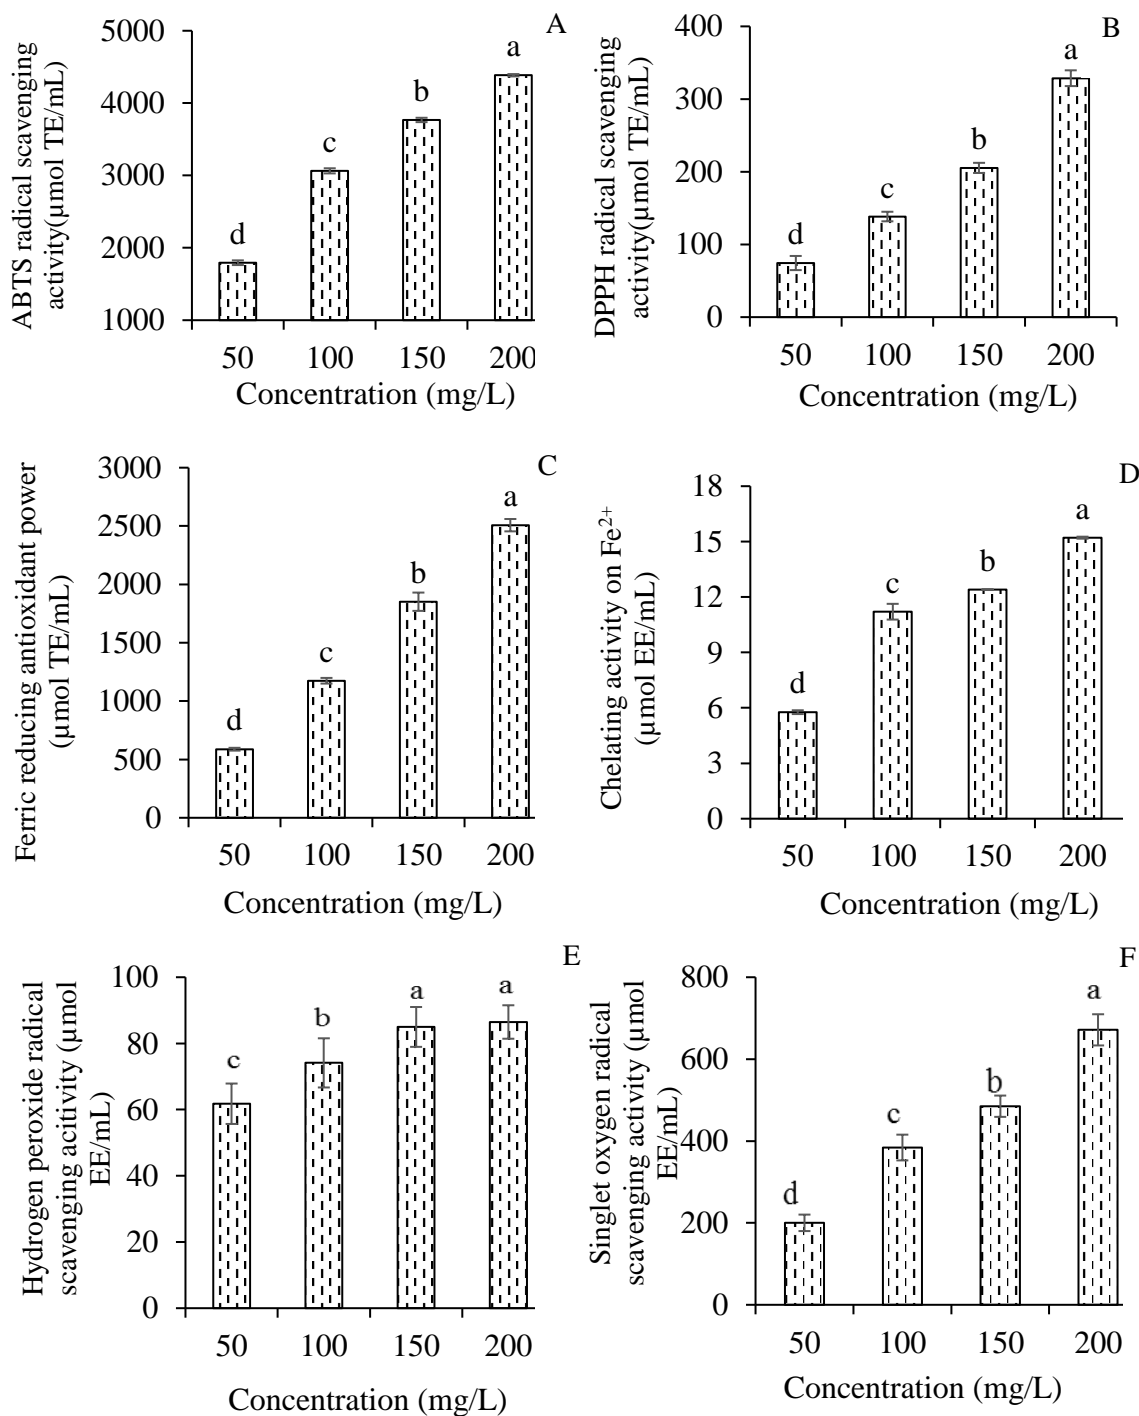 A
ABTS radical scavenging
activity(µmol TE/mL)
5000
4000
3000
2000
1000
d
c
b
a
50 100 150 200
Concentration (mg/L)
B
DPPH radical scavenging
activity(µmol TE/mL)
400
300
200
100
0
d
c
b
a
50 100 150 200
Concentration (mg/L)
C
Ferric reducing antioxidant power
(µmol TE/mL)
3000
2500
2000
1500
1000
500
0
d
c
b
a
50 100 150 200
Concentration (mg/L)
D
Chelating activity on Fe²⁺
(µmol EE/mL)
18
15
12
9
6
3
0
d
c
b
a
50 100 150 200
Concentration (mg/L)
E
Hydrogen peroxide radical
scavenging acitivity (µmol
EE/mL)
100
80
60
40
20
0
c
b
a
a
50 100 150 200
Concentration (mg/L)
F
Singlet oxygen radical
scavenging activity (µmol
EE/mL)
800
600
400
200
0
d
c
b
a
50 100 150 200
Concentration (mg/L)